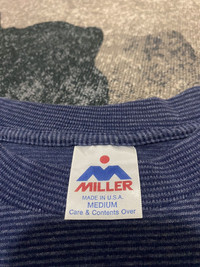 MILLER
MADE IN U.S.A.
MEDIUM
Care & Contents Over